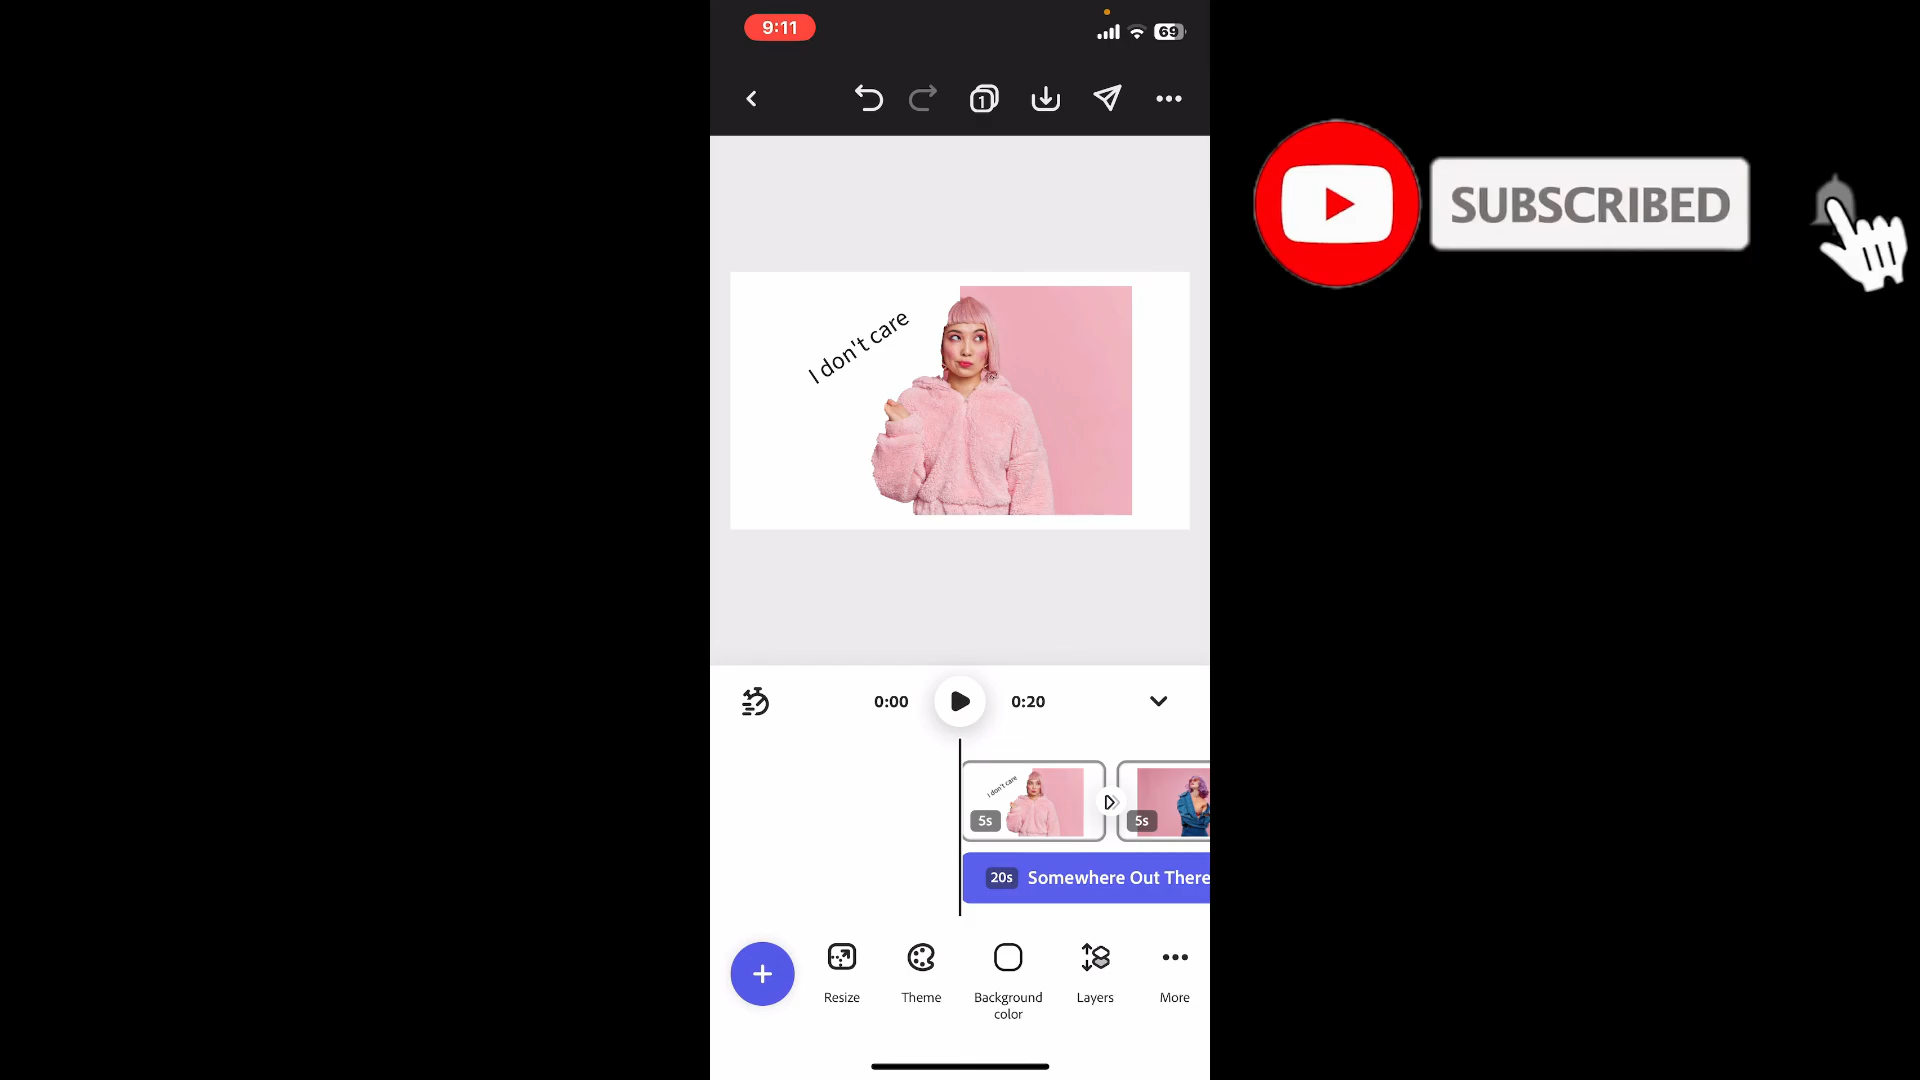 9:11
69
1
SUBSCRIBED
I don't care
0:00
0:20
I don't care
5s
5s
20s Somewhere Out There
Resize
Theme
Background
color
Layers
More